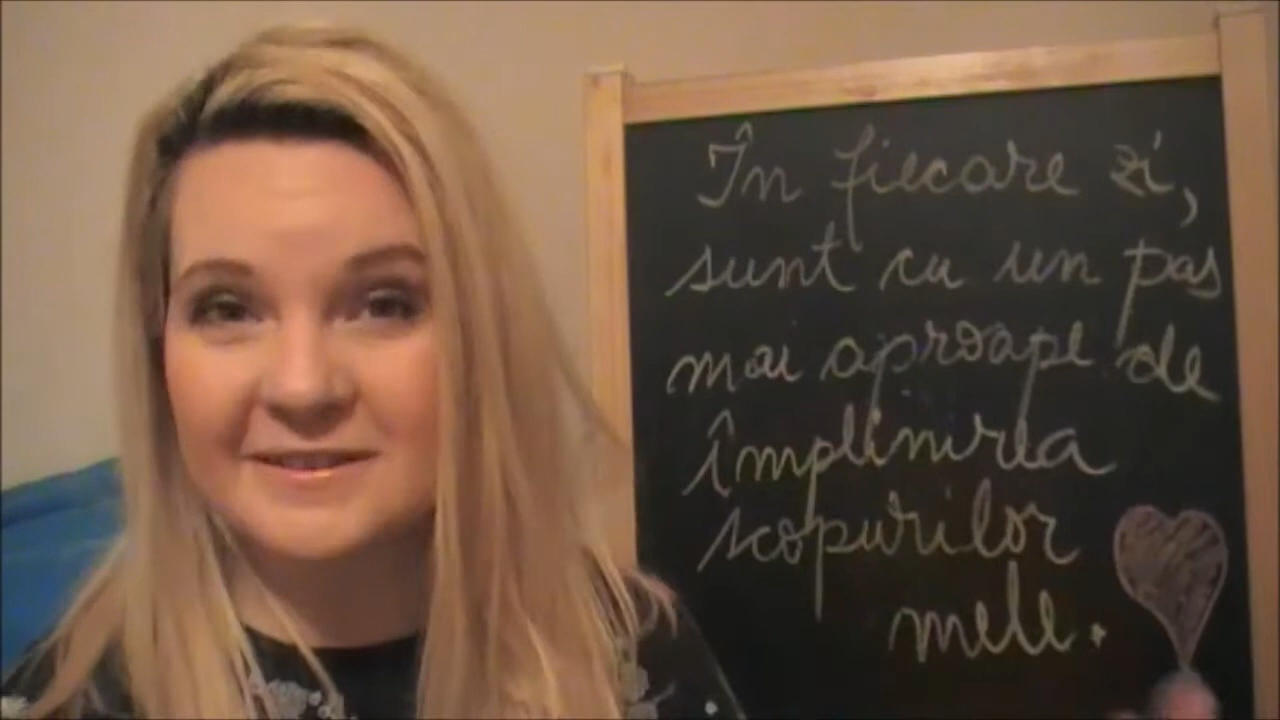 În fiecare zi,
sunt cu un pas
mai aproape de
împlinirea
scopurilor
mele.